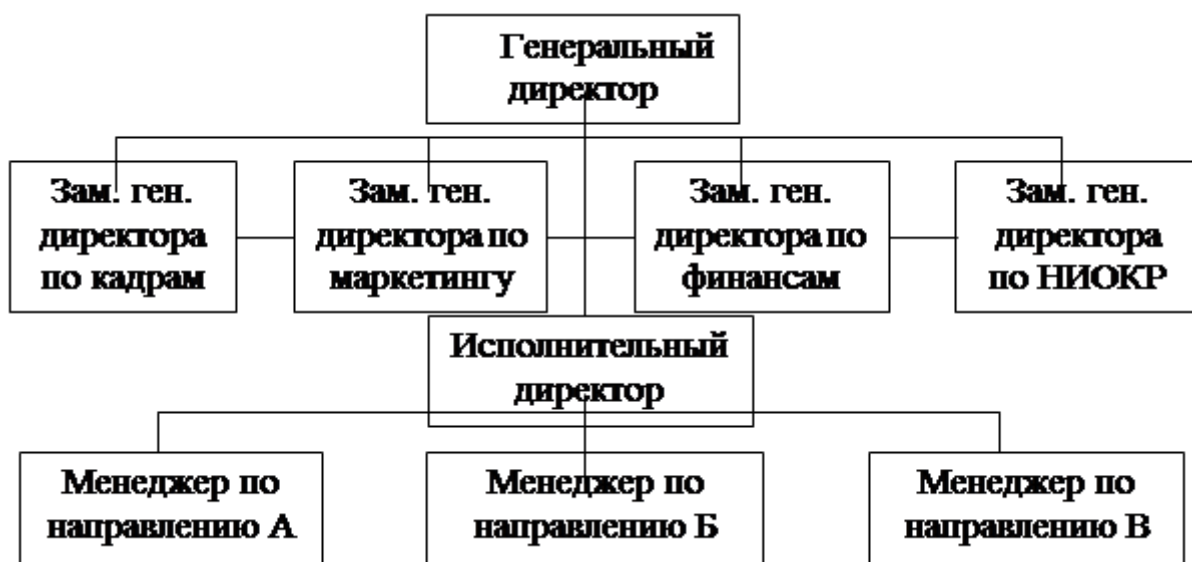 Генеральный
директор
Зам. ген.
директора
по кадрам
Зам. ген.
директора по
маркетингу
Зам. ген.
директора по
финансам
Зам. ген.
директора
по НИОКР
Исполнительный
директор
Менеджер по
направлению А
Менеджер по
направлению Б
Менеджер по
направлению В